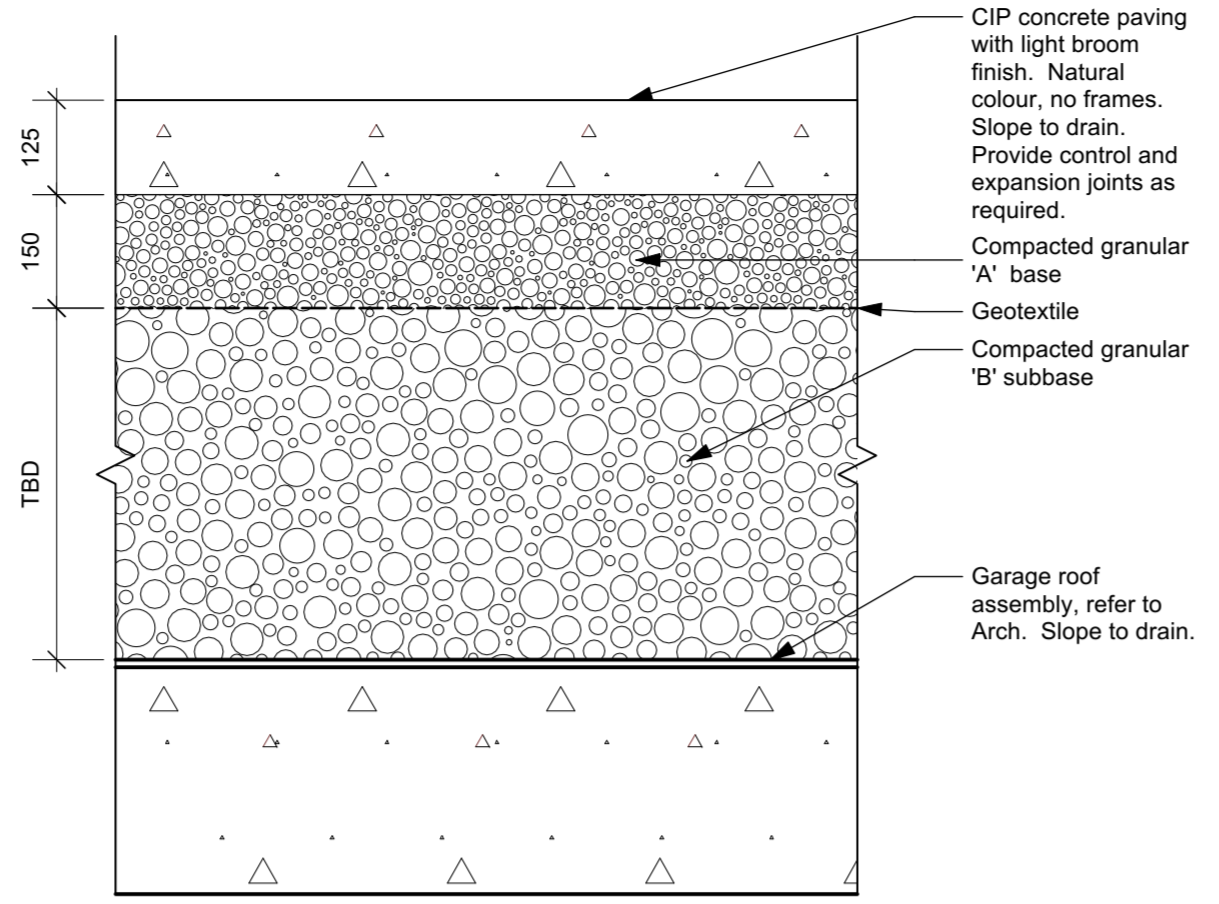 CIP concrete paving
with light broom
finish. Natural
colour, no frames.
Slope to drain.
Provide control and
expansion joints as
required.
125
150
Compacted granular
'A' base
Geotextile
Compacted granular
'B' subbase
TBD
Garage roof
assembly, refer to
Arch. Slope to drain.